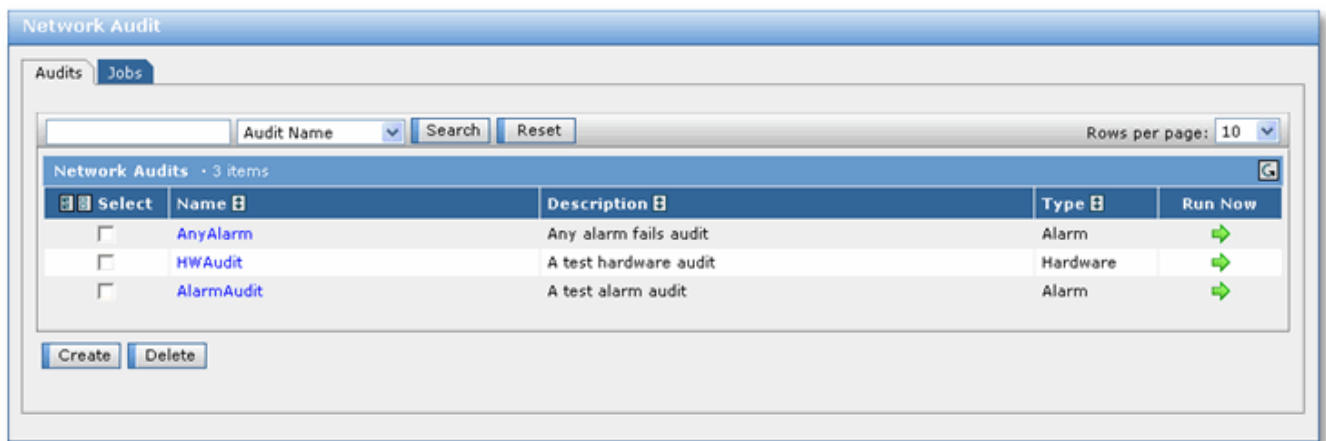 Network Audit
Audits Jobs
Audit Name Search Reset Rows per page: 10
Network Audits · 3 items
Select Name Description Type Run Now
AnyAlarm Any alarm fails audit Alarm
HWAudit A test hardware audit Hardware
AlarmAudit A test alarm audit Alarm
Create Delete